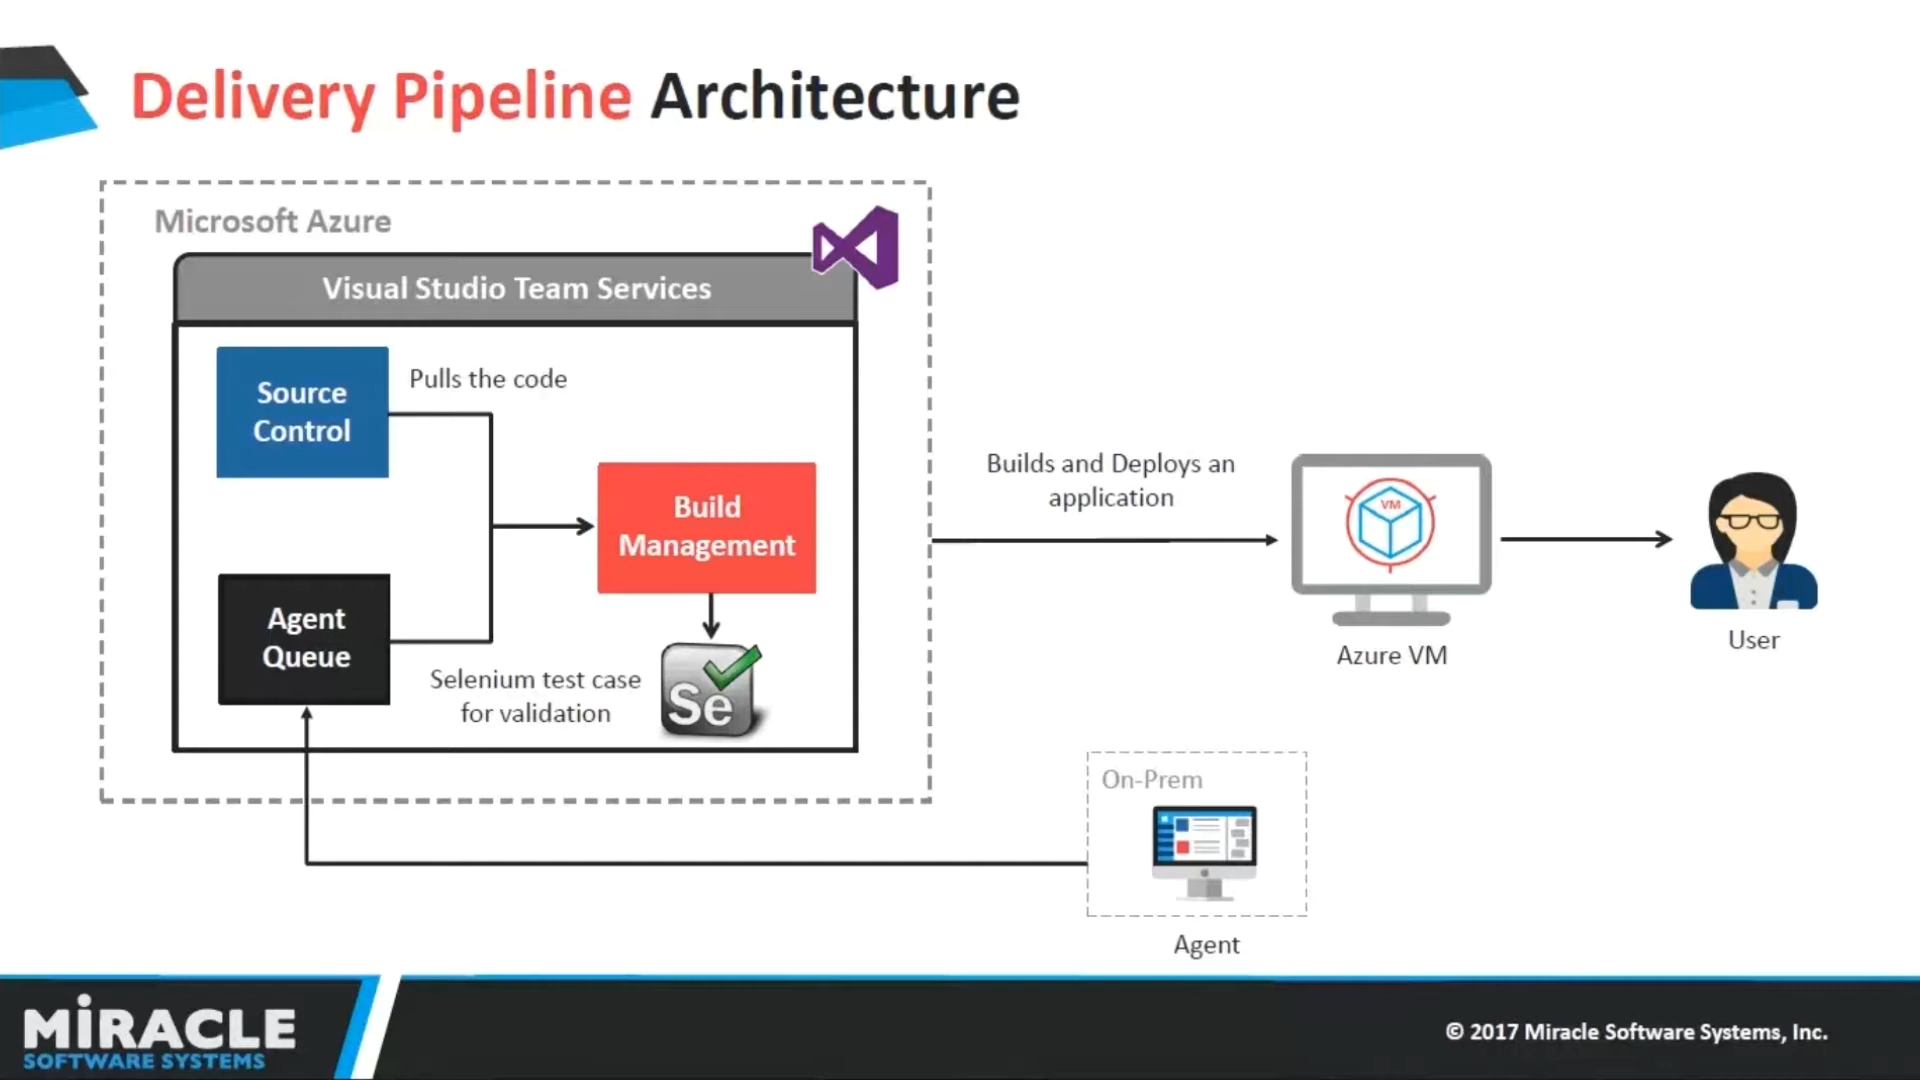 Delivery Pipeline Architecture
Microsoft Azure
Visual Studio Team Services
Source
Control
Pulls the code
Build
Management
Agent
Queue
Selenium test case
for validation
Se
Builds and Deploys an
application
VM
Azure VM
User
On-Prem
Agent
MiRACLE
SOFTWARE SYSTEMS
© 2017 Miracle Software Systems, Inc.